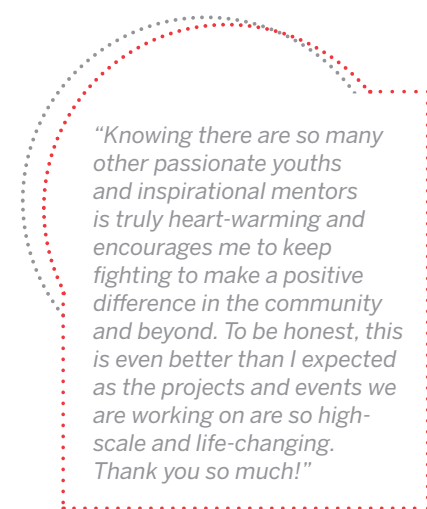 “Knowing there are so many
other passionate youths
and inspirational mentors
is truly heart-warming and
encourages me to keep
fighting to make a positive
difference in the community
and beyond. To be honest, this
is even better than I expected
as the projects and events we
are working on are so high-
scale and life-changing.
Thank you so much!”